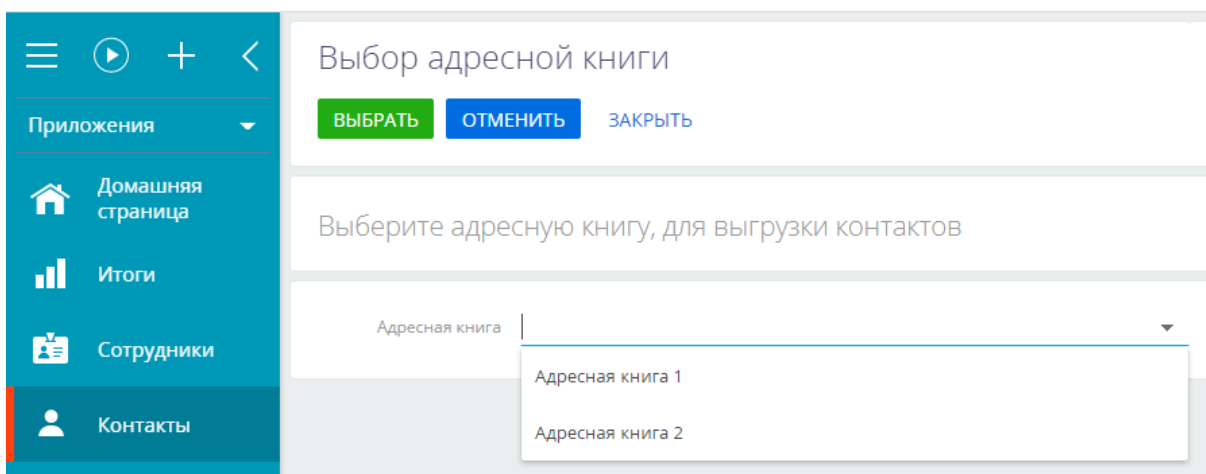 Приложения
Домашняя
страница
Итоги
Сотрудники
Контакты
Выбор адресной книги
ВЫБРАТЬ ОТМЕНИТЬ ЗАКРЫТЬ
Выберите адресную книгу, для выгрузки контактов
Адресная книга
Адресная книга 1
Адресная книга 2